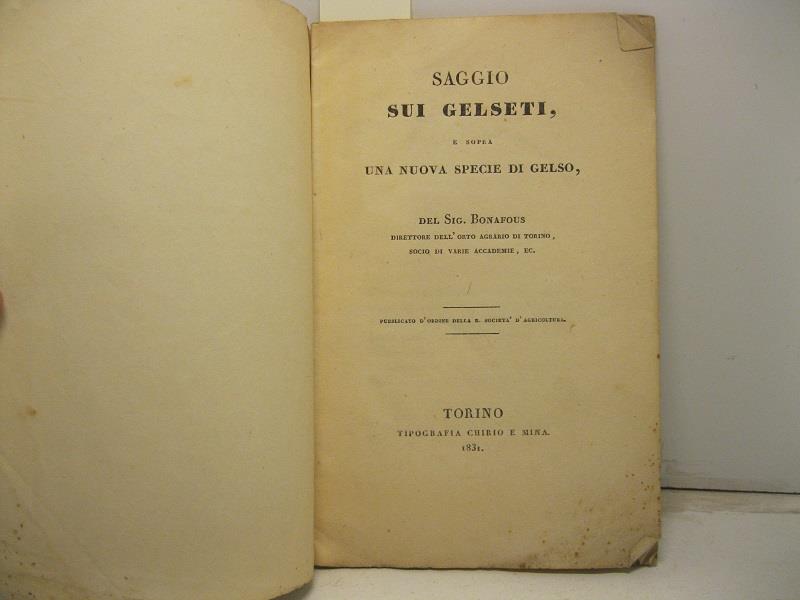 SAGGIO
SUI GELSETI,
E SOPRA
UNA NUOVA SPECIE DI GELSO,
DEL SIG. BONAFOUS
DIRETTORE DELL' ORTO AGRARIO DI TORINO,
SOCIO DI VARIE ACCADEMIE, EC.
PUBBLICATO D'ORDINE DELLA R. SOCIETA' D'AGRICOLTURA.
TORINO
TIPOGRAFIA CHIRIO E MINA.
1831.